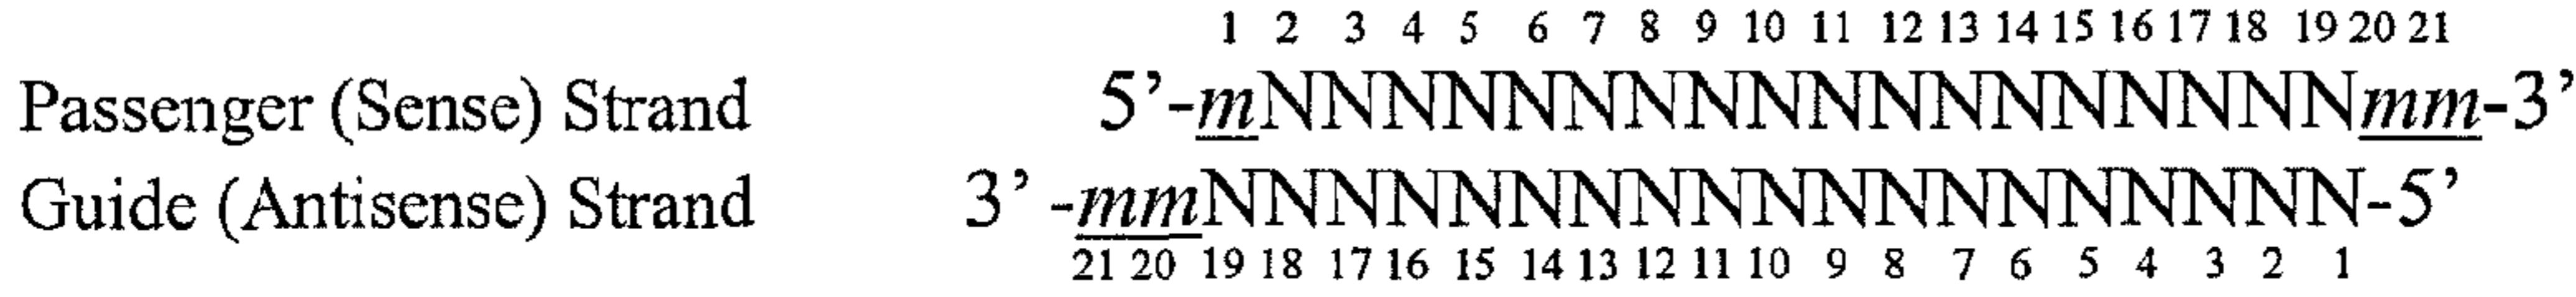 1 2 3 4 5 6 7 8 9 10 11 12 13 14 15 16 17 18 19 20 21
Passenger (Sense) Strand 5’-mNNNNNNNNNNNNNNNNNNmm-3’
Guide (Antisense) Strand 3’ -mmNNNNNNNNNNNNNNNNNNN-5’
21 20 19 18 17 16 15 14 13 12 11 10 9 8 7 6 5 4 3 2 1